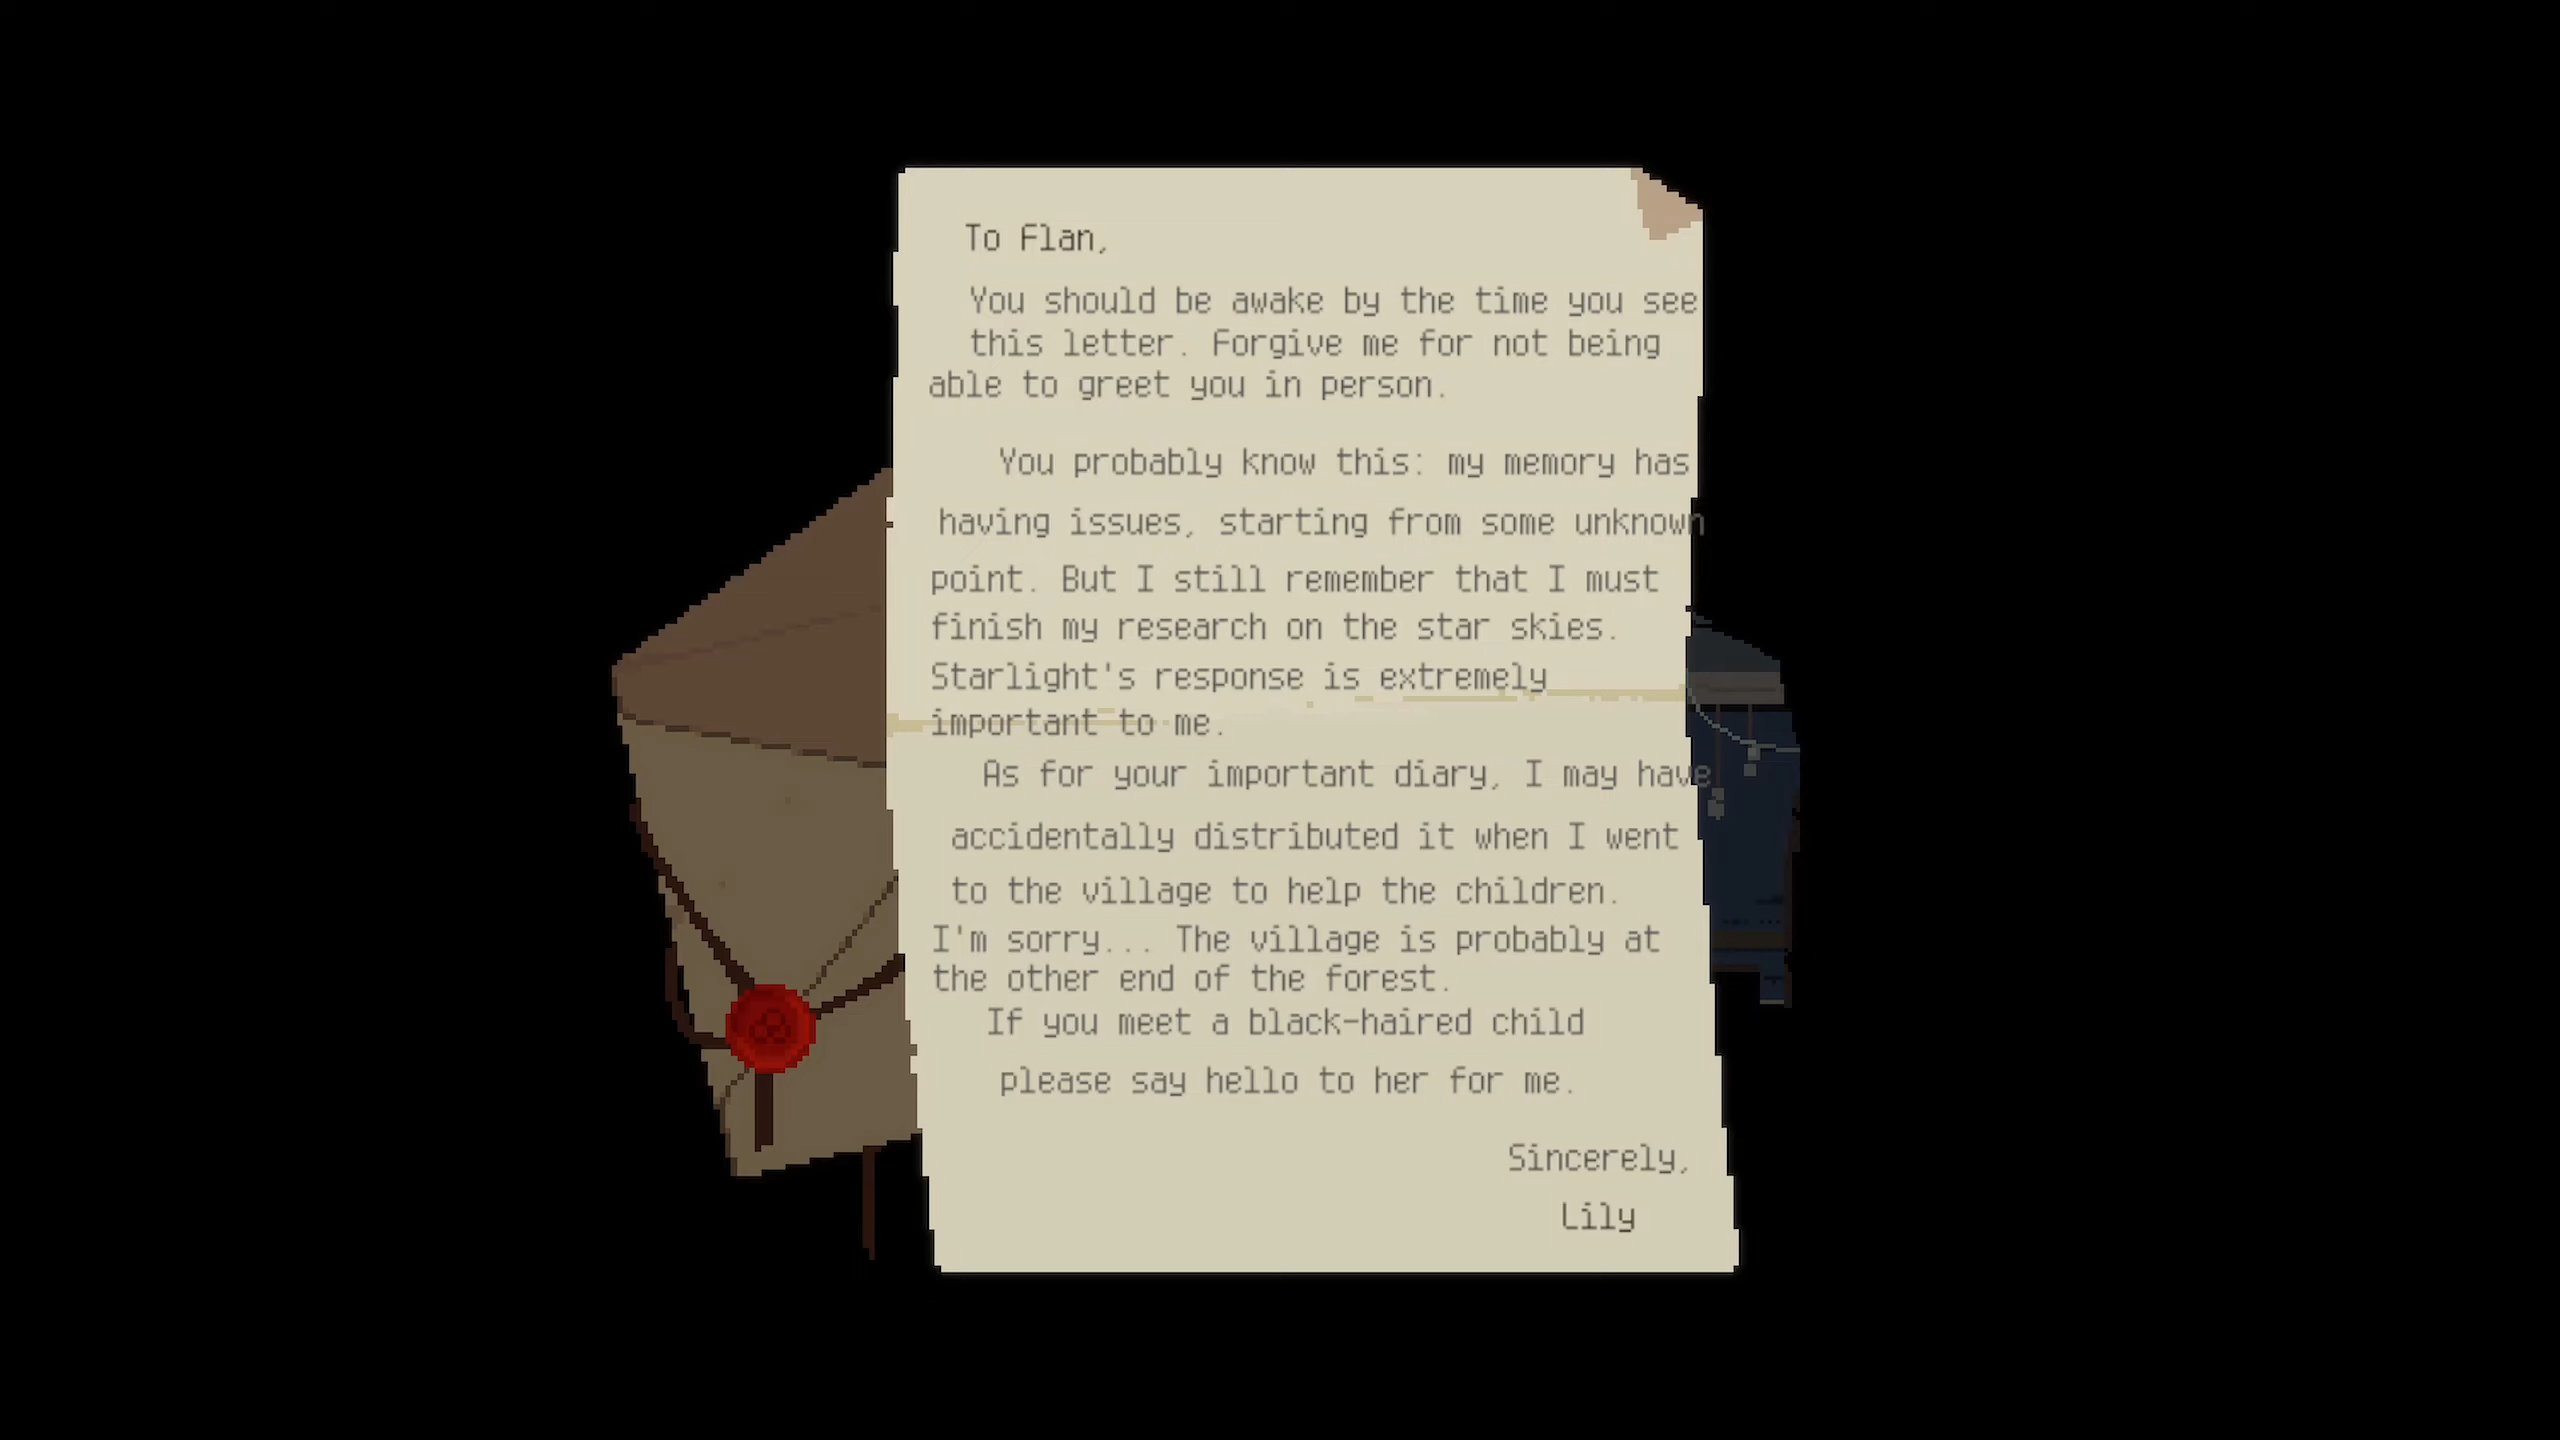 To Flan,
You should be awake by the time you see
this letter. Forgive me for not being
able to greet you in person.
You probably know this: my memory has
having issues, starting from some unknown
point. But I still remember that I must
finish my research on the star skies.
Starlight's response is extremely
important to me.
As for your important diary, I may have
accidentally distributed it when I went
to the village to help the children.
I'm sorry... The village is probably at
the other end of the forest.
If you meet a black-haired child
please say hello to her for me.
Sincerely,
Lily